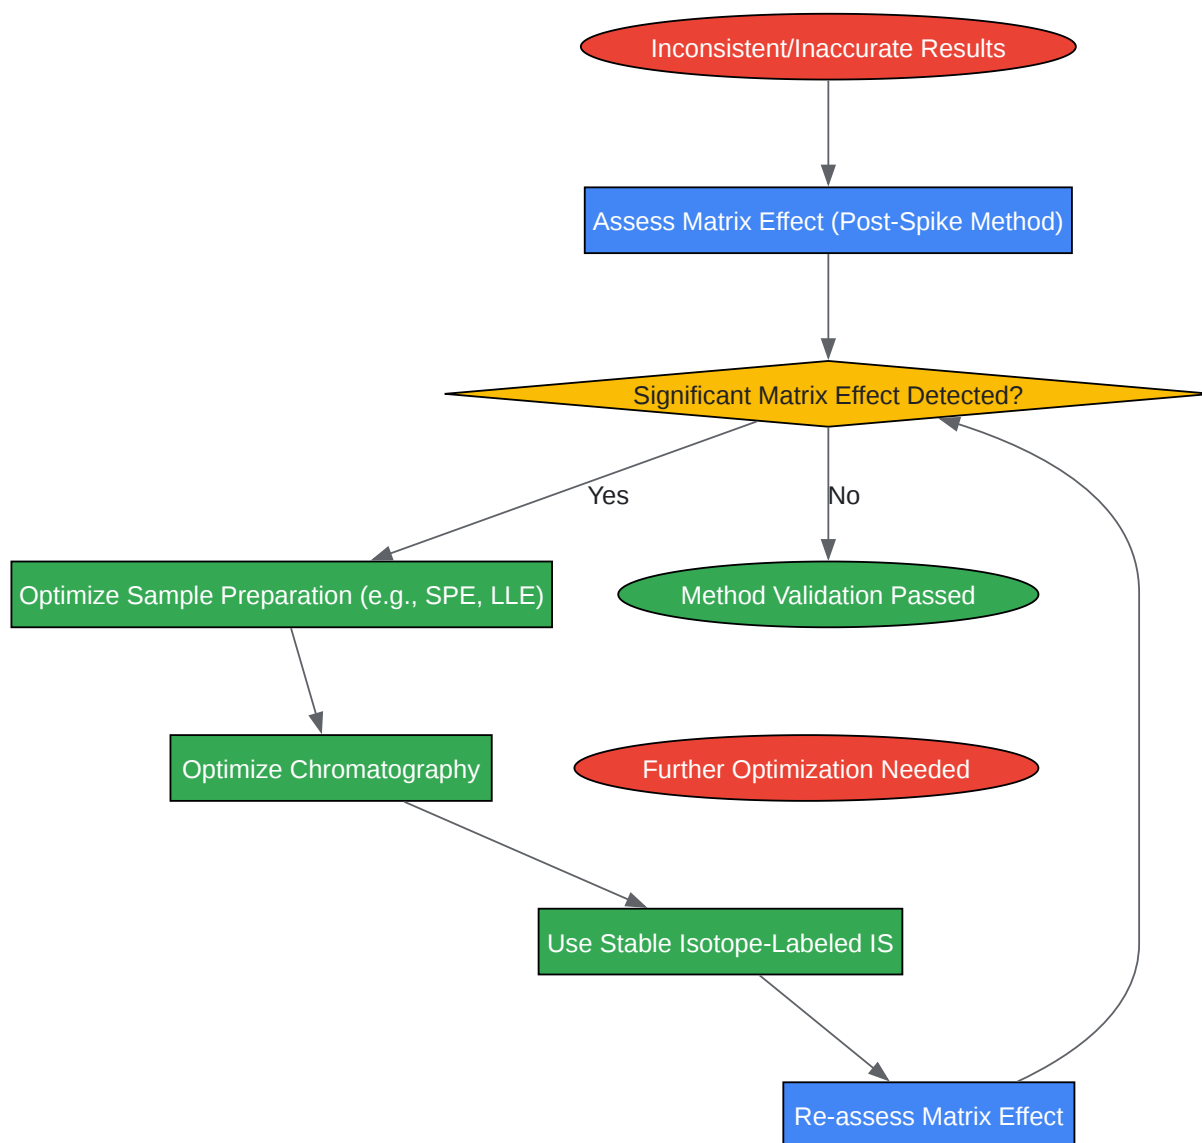 Inconsistent/Inaccurate Results
Assess Matrix Effect (Post-Spike Method)
Significant Matrix Effect Detected?
Yes
No
Optimize Sample Preparation (e.g., SPE, LLE)
Method Validation Passed
Optimize Chromatography
Further Optimization Needed
Use Stable Isotope-Labeled IS
Re-assess Matrix Effect